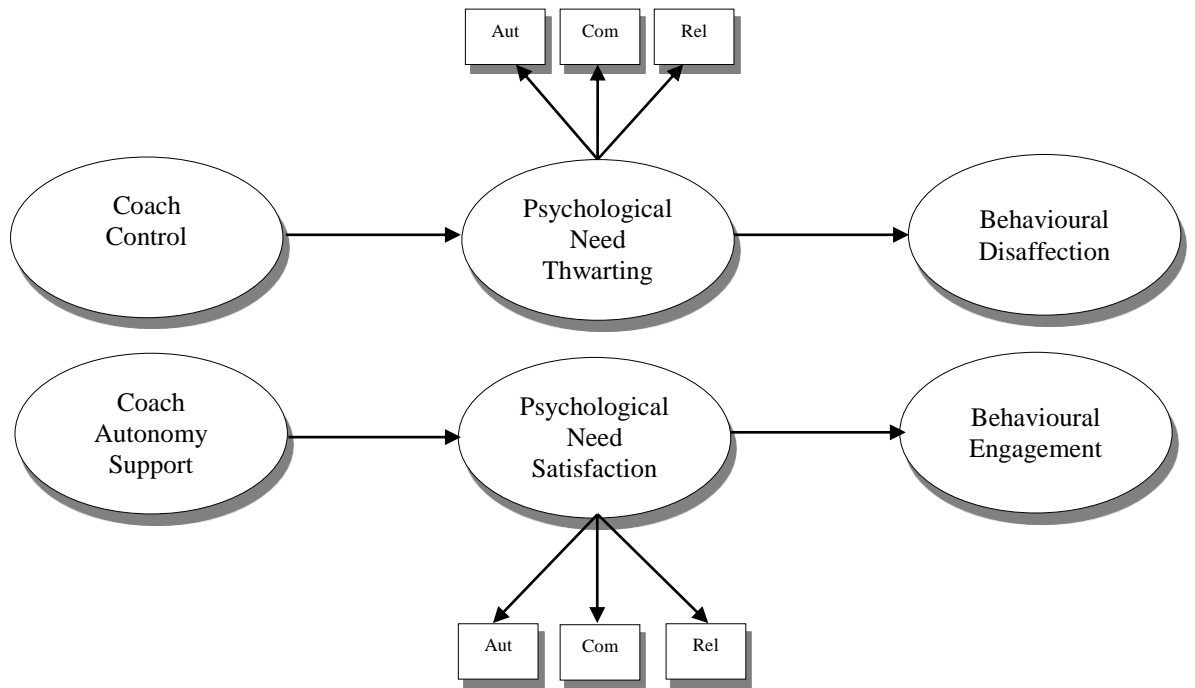 Aut
Com
Rel
Coach
Control
Psychological
Need
Thwarting
Behavioural
Disaffection
Coach
Autonomy
Support
Psychological
Need
Satisfaction
Behavioural
Engagement
Aut
Com
Rel